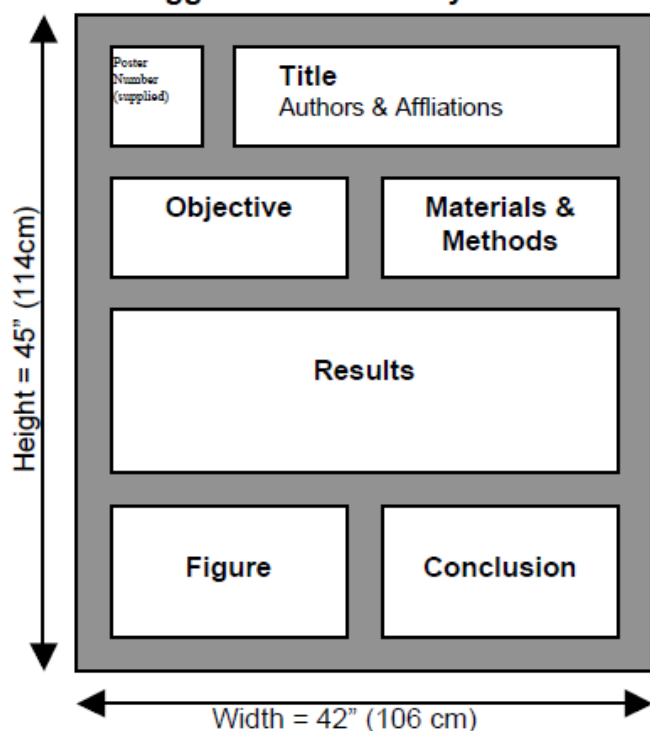 Poster
Number
(supplied)
Title
Authors & Affliations
Objective
Materials &
Methods
Results
Figure
Conclusion
Height = 45” (114cm)
Width = 42” (106 cm)